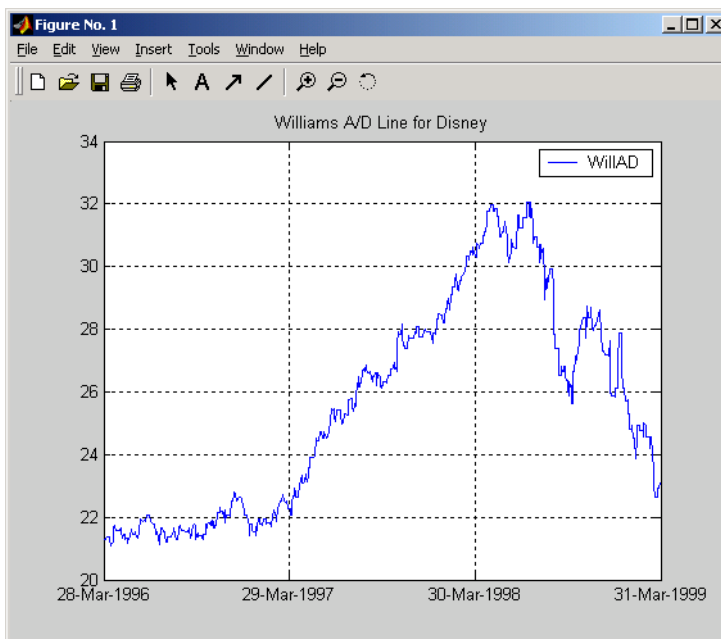 Figure No. 1
File Edit View Insert Tools Window Help
A
Williams A/D Line for Disney
WillAD
34
32
30
28
26
24
22
20
28-Mar-1996 29-Mar-1997 30-Mar-1998 31-Mar-1999